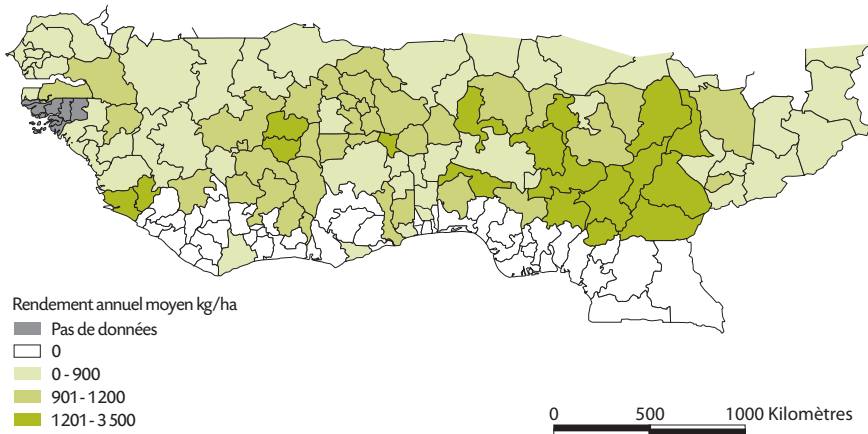 Rendement annuel moyen kg/ha
Pas de données
0
0 - 900
901 - 1200
1201 - 3 500
0 500 1000 Kilomètres